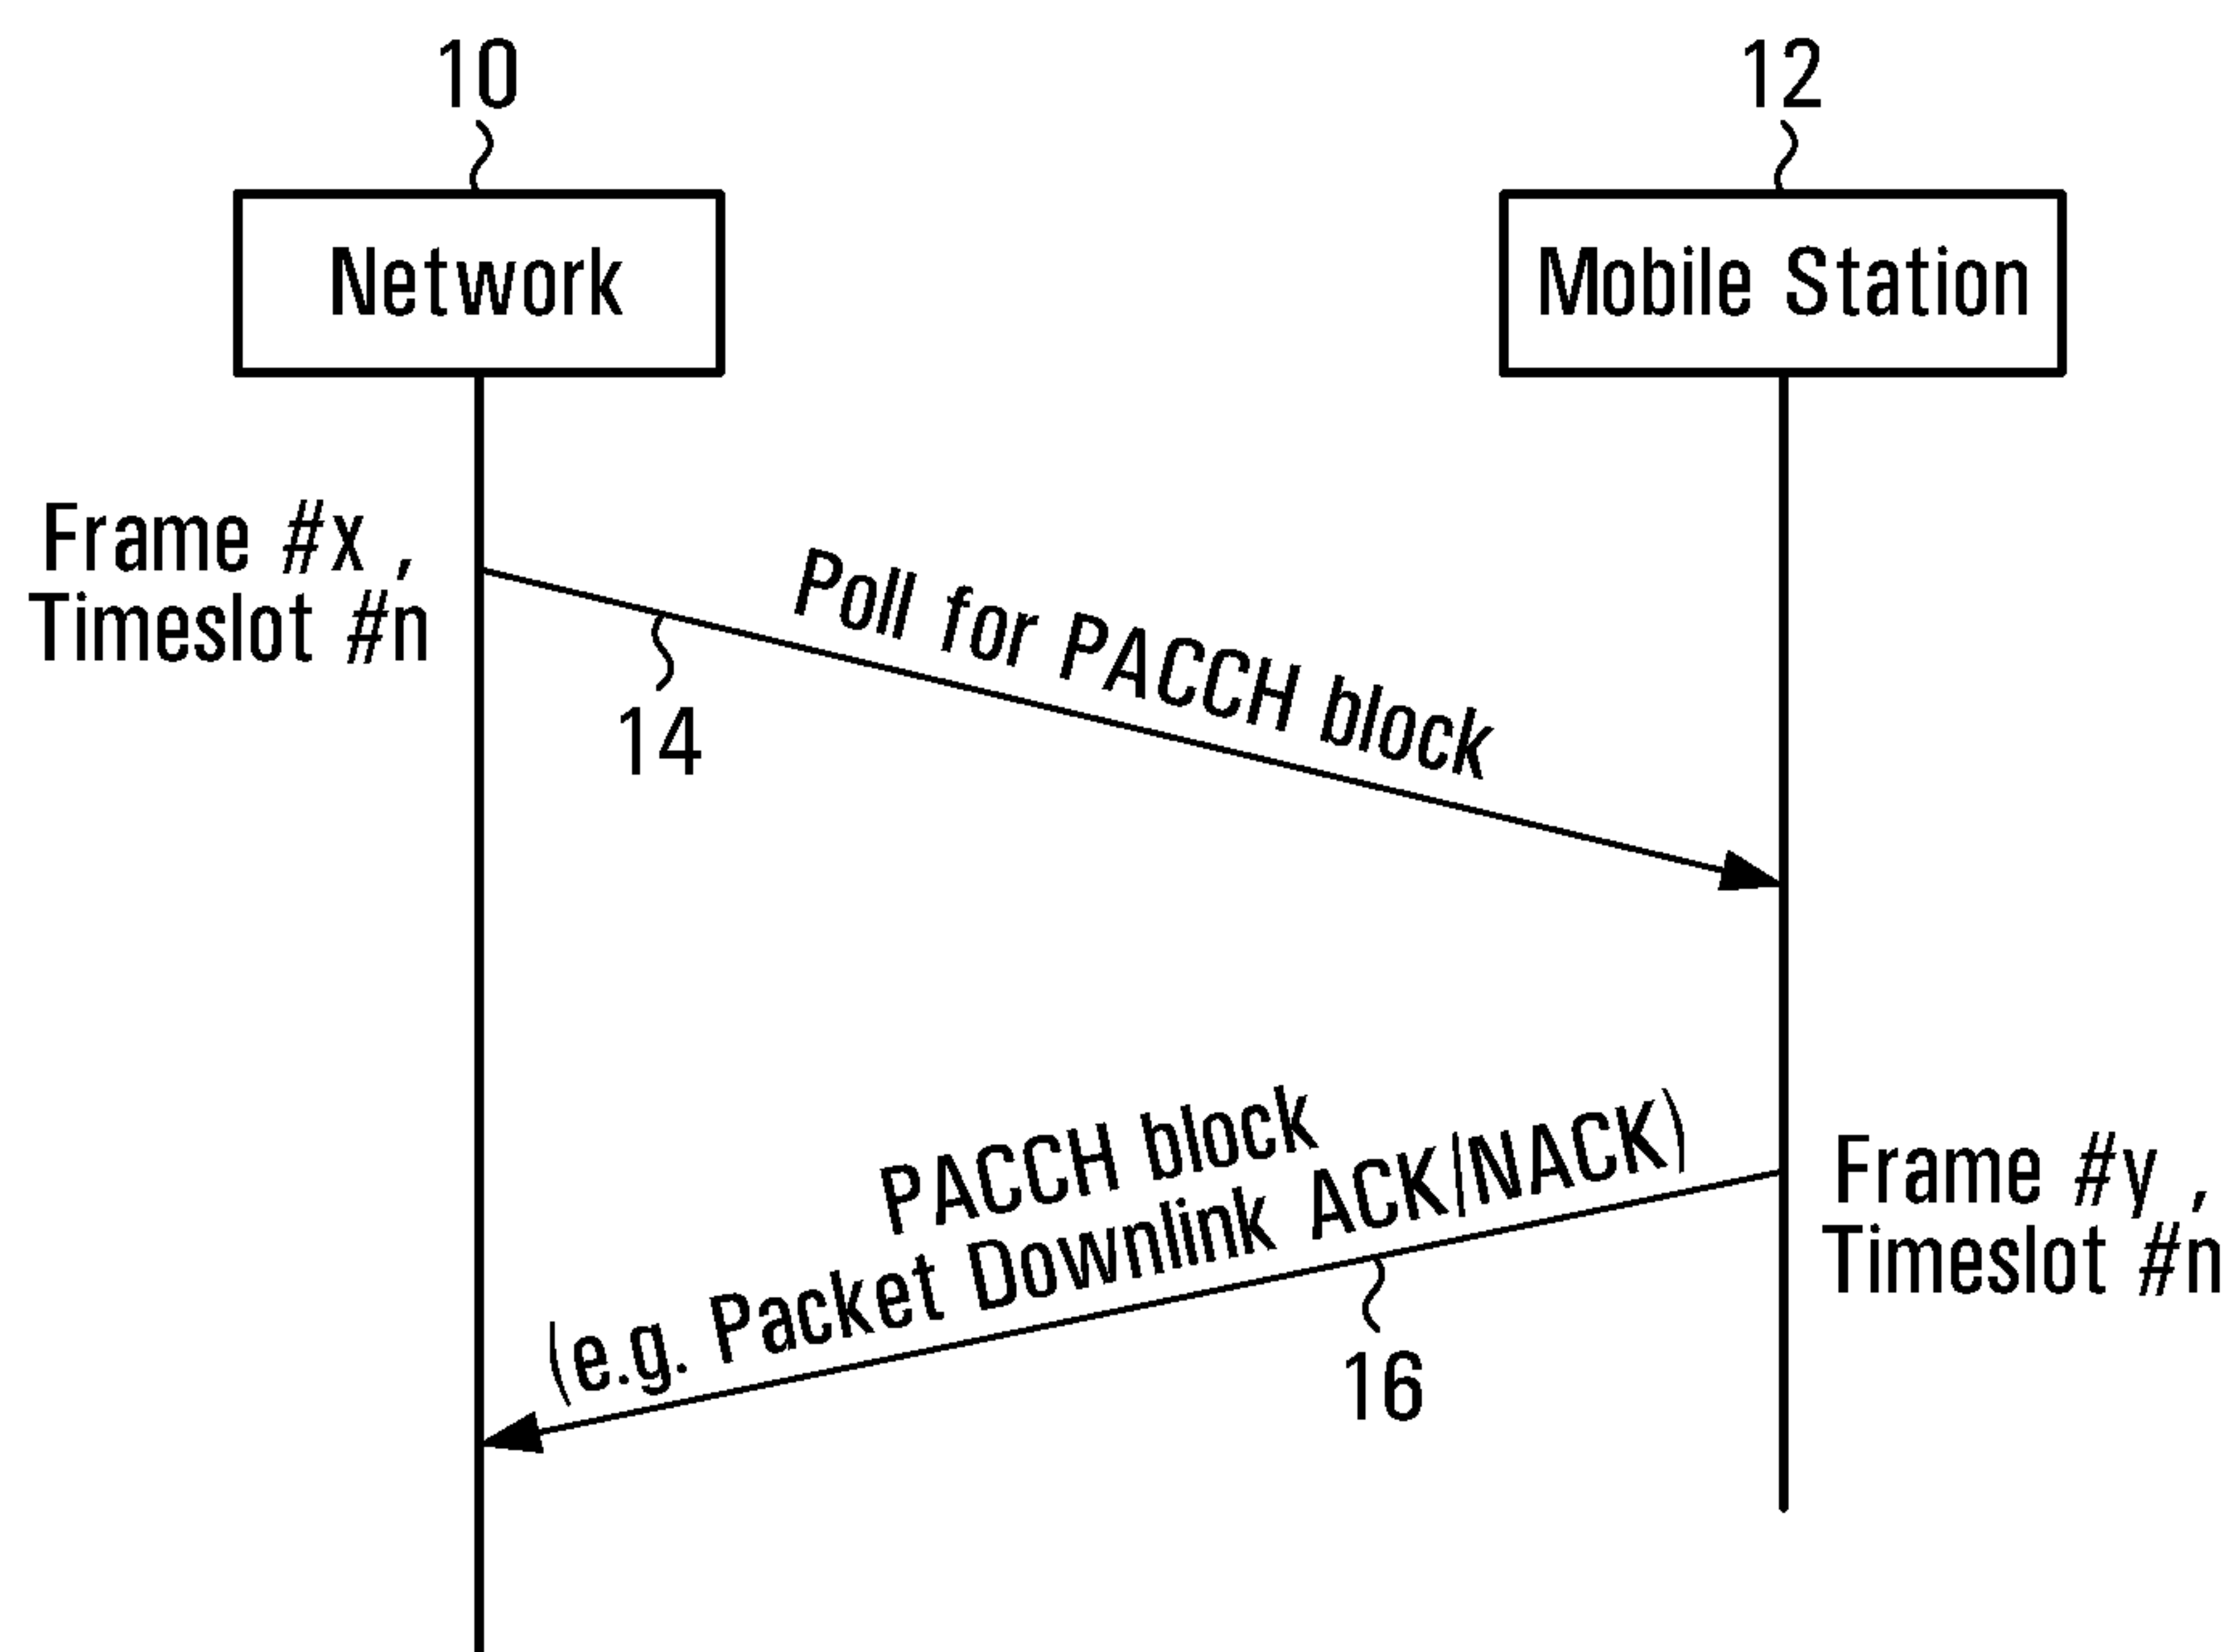 10
12
Network
Mobile Station
Frame #x ,
Timeslot #n
Poll for PACCH block
14
PACCH block
(e.g. Packet Downlink ACK/NACK)
Frame #y ,
Timeslot #n
16